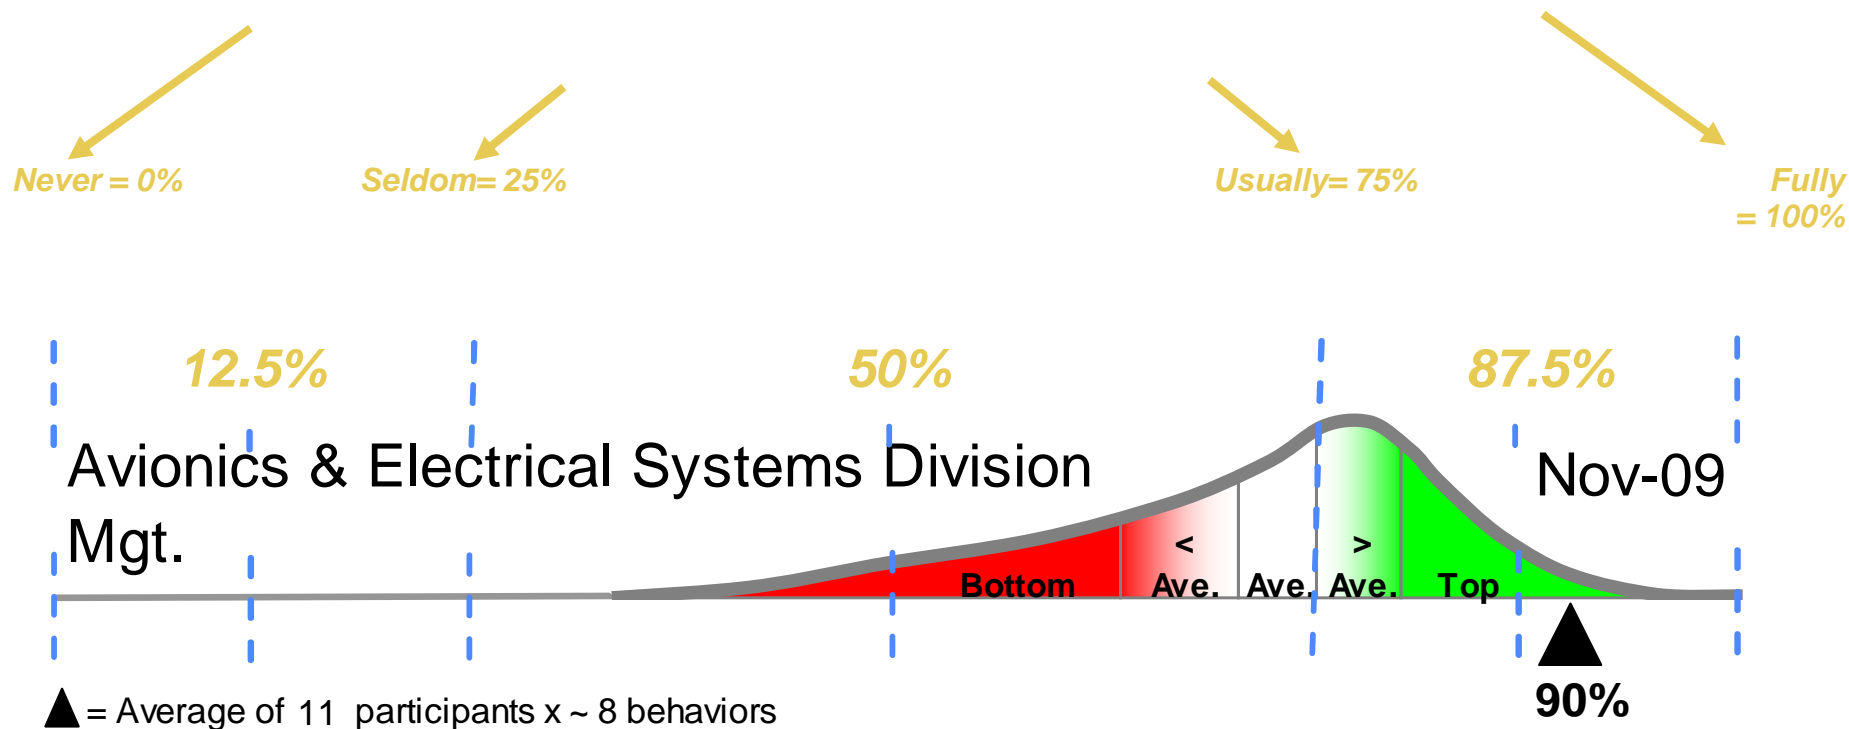 Never = 0%
Seldom= 25%
Usually= 75%
Fully
= 100%
12.5%
50%
87.5%
Avionics & Electrical Systems Division
Mgt.
Nov-09
<
>
Bottom
Ave.
Ave.
Ave.
Top
90%
= Average of 11 participants x ~ 8 behaviors